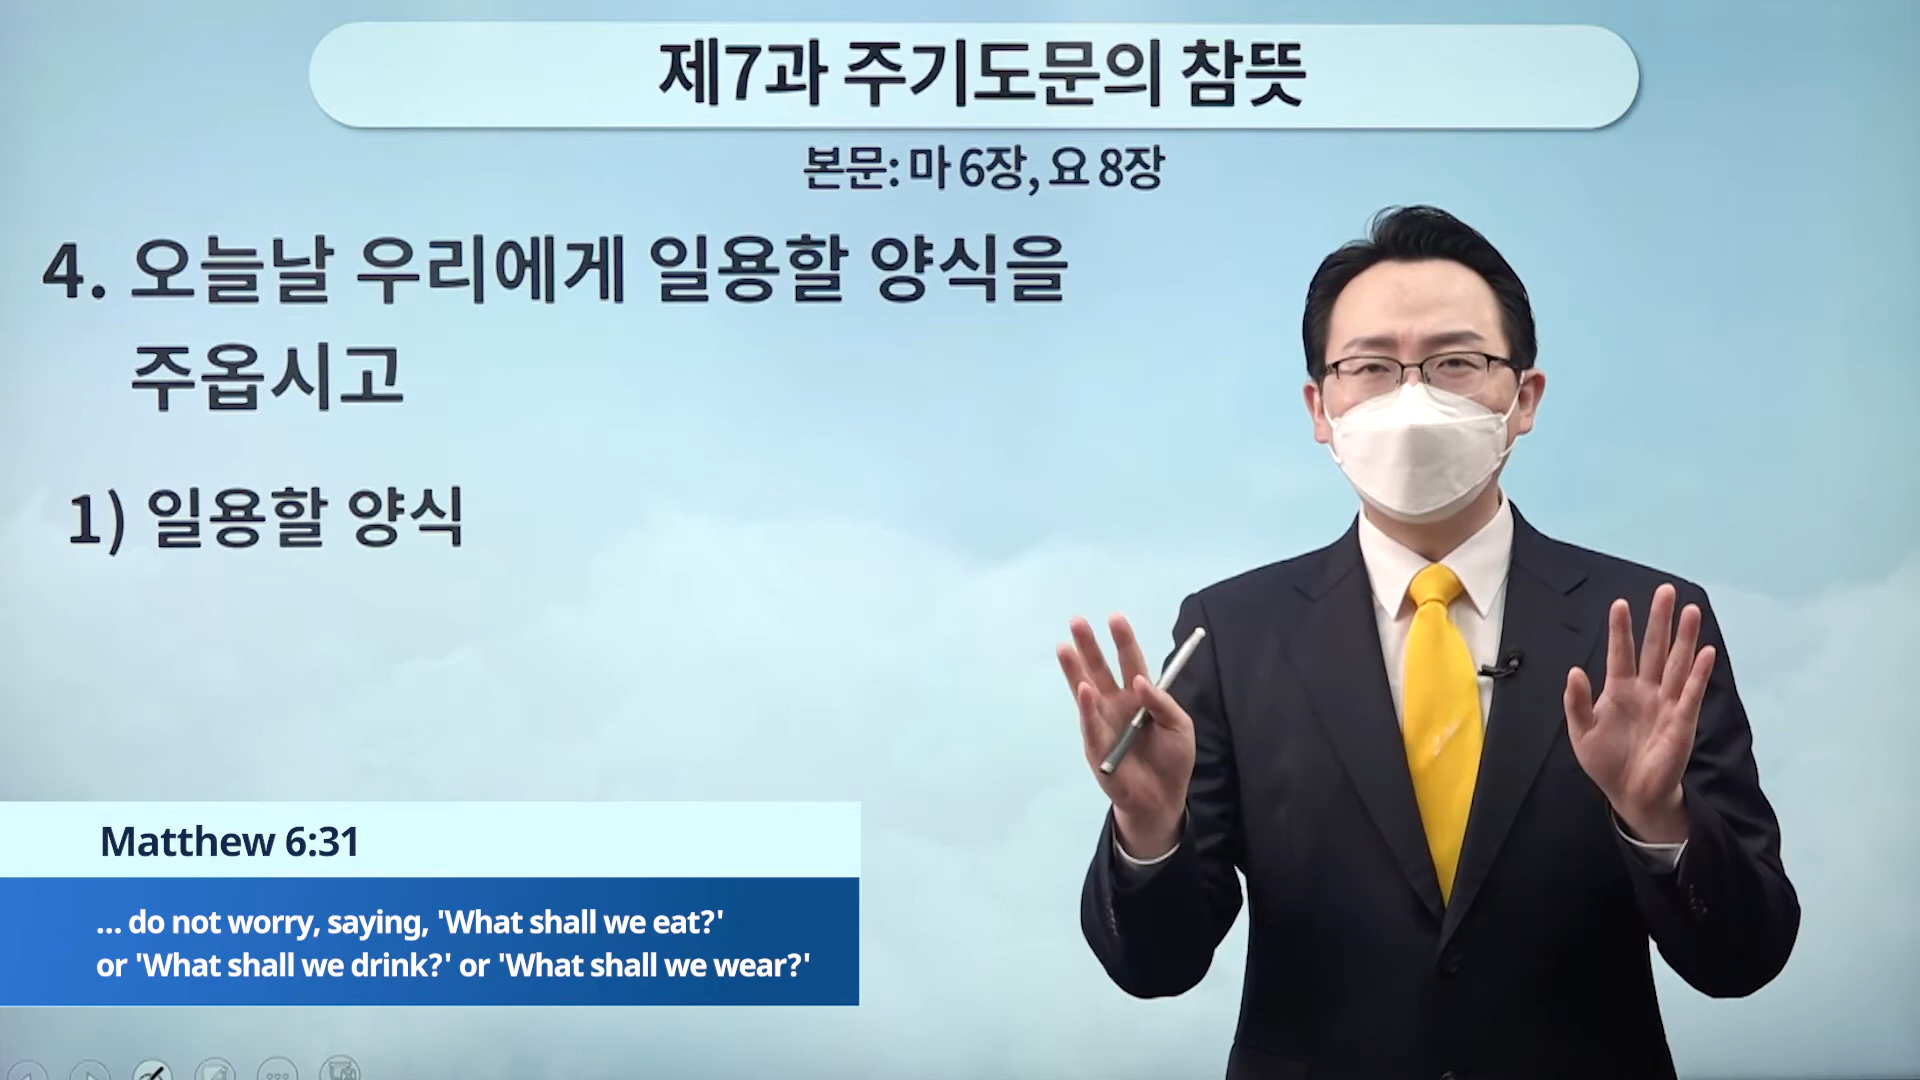 제7과 주기도문의 참뜻
본문: 마 6장, 요 8장
4. 오늘날 우리에게 일용할 양식을
주옵시고
1) 일용할 양식
Matthew 6:31
... do not worry, saying, 'What shall we eat?'
or 'What shall we drink?' or 'What shall we wear?'